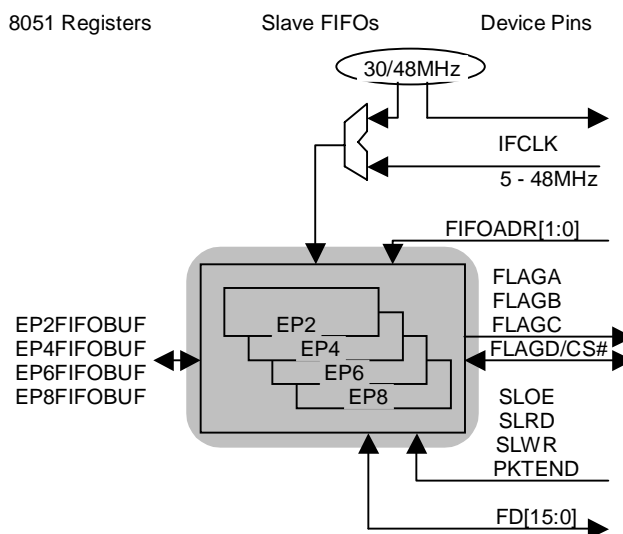 8051 Registers
Slave FIFOs
Device Pins
30/48MHz
IFCLK
5 - 48MHz
FIFOADR[1:0]
FLAGA
FLAGB
FLAGC
FLAGD/CS#
EP2
EP4
EP6
EP8
EP2FIFOBUF
EP4FIFOBUF
EP6FIFOBUF
EP8FIFOBUF
SLOE
SLRD
SLWR
PKTEND
FD[15:0]